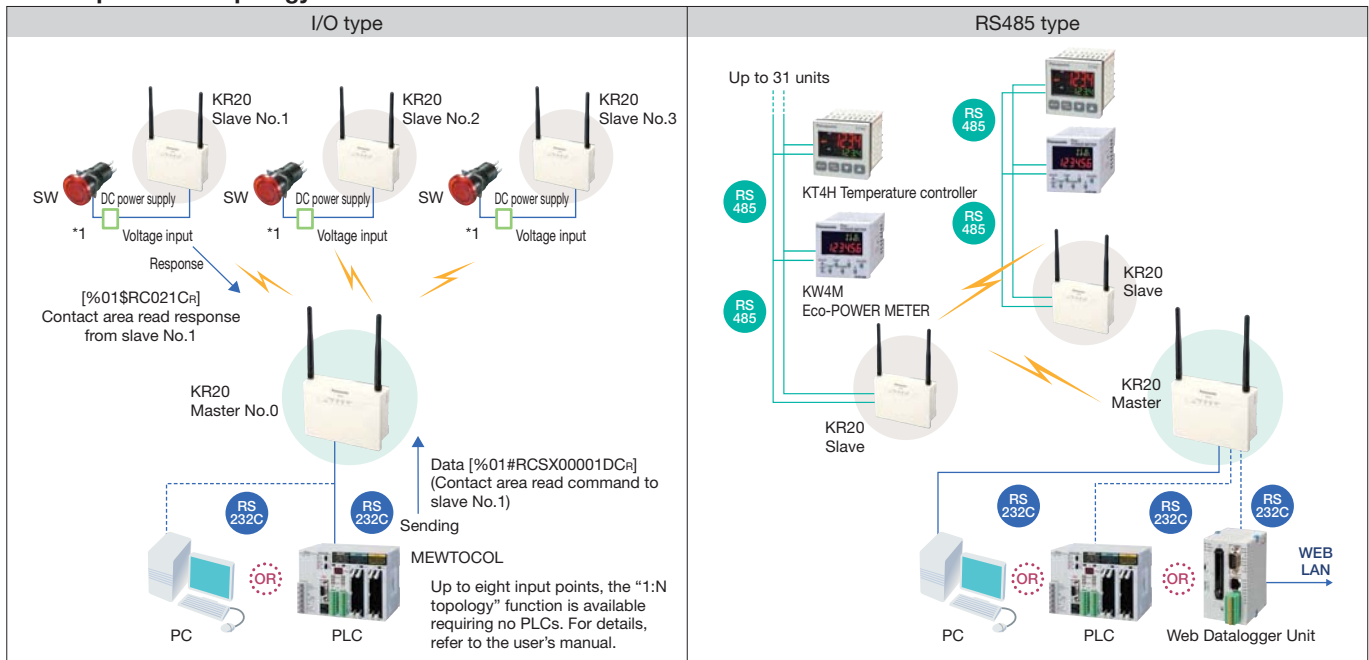 I/O type
KR20
Slave No.1
KR20
Slave No.2
KR20
Slave No.3
SW
DC power supply
SW
DC power supply
SW
DC power supply
*1
Voltage input
*1
Voltage input
*1
Voltage input
Response
[%01$RC021CR]
Contact area read response
from slave No.1
KR20
Master No.0
Data [%01#RCSX00001DCR]
(Contact area read command to
slave No.1)
Sending
RS
232C
RS
232C
MEWTOCOL
Up to eight input points, the “1:N
topology” function is available
requiring no PLCs. For details,
refer to the user’s manual.
OR
PC
PLC
RS485 type
Up to 31 units
RS
485
KT4H Temperature controller
RS
485
RS
485
KW4M
Eco-POWER METER
RS
485
KR20
Slave
KR20
Slave
KR20
Master
RS
232C
RS
232C
RS
232C
OR
OR
WEB
LAN
PC
PLC
Web Datalogger Unit